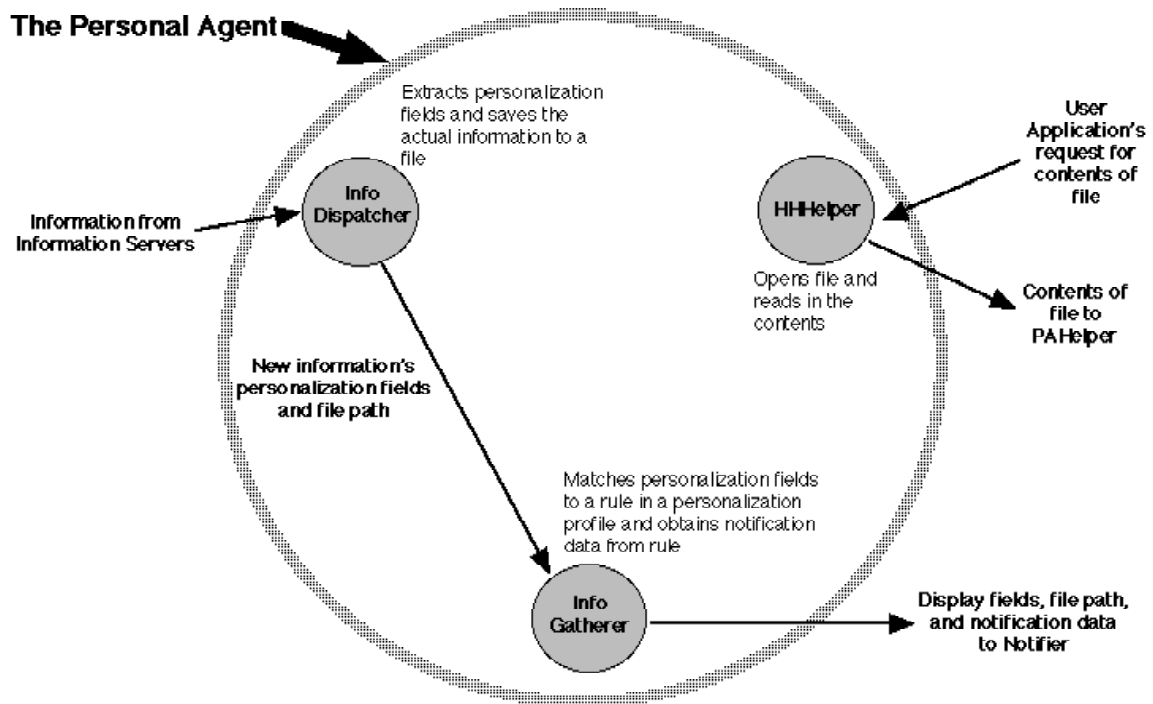 The Personal Agent
Extracts personalization
fields and saves the
actual information to a
file
Info
Dispatcher
Information from
Information Servers
User
Application's
request for
contents of
file
HHHelper
Opens file and
reads in the
contents
Contents of
file to
PAHelper
New information's
personalization fields
and file path
Matches personalization fields
to a rule in a personalization
profile and obtains notification
data from rule
Info
Gatherer
Display fields, file path,
and notification data
to Notifier